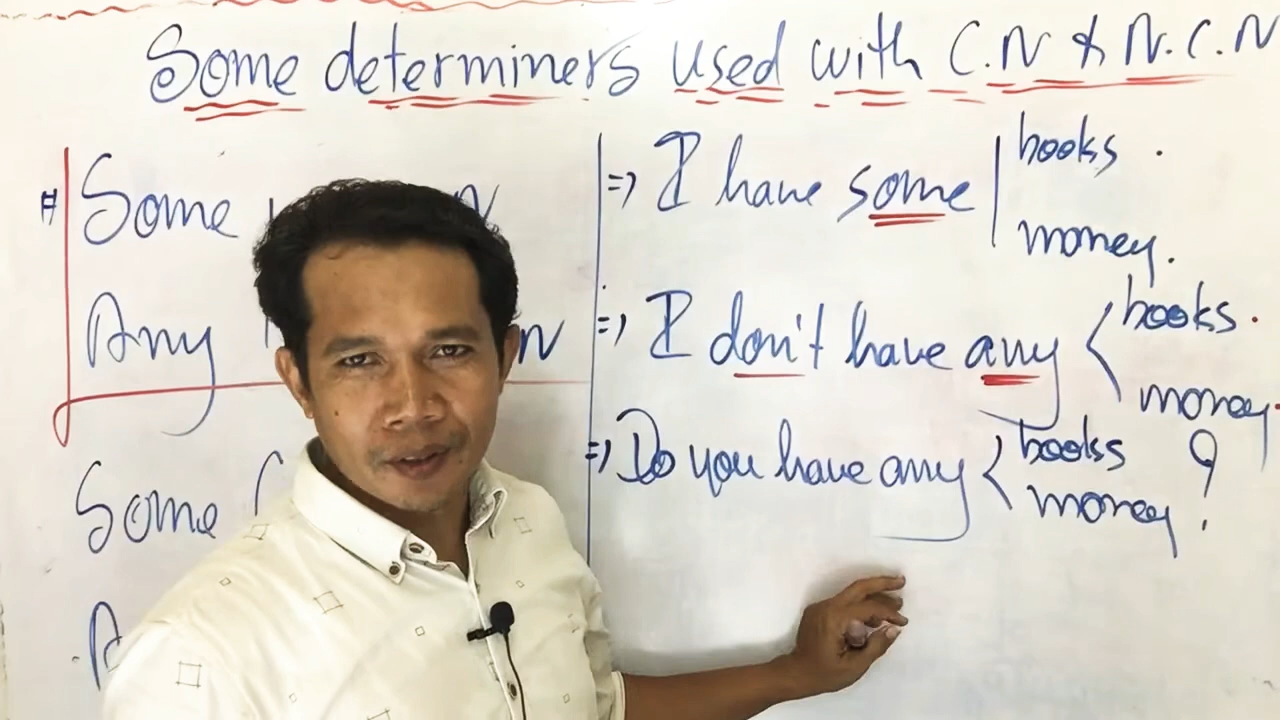 Some determiners used with C.N & N.C.N
# Some
Any
Some
A
=> I have some | books.
money.
=> I don't have any < books.
money.
=> Do you have any < books
money ?